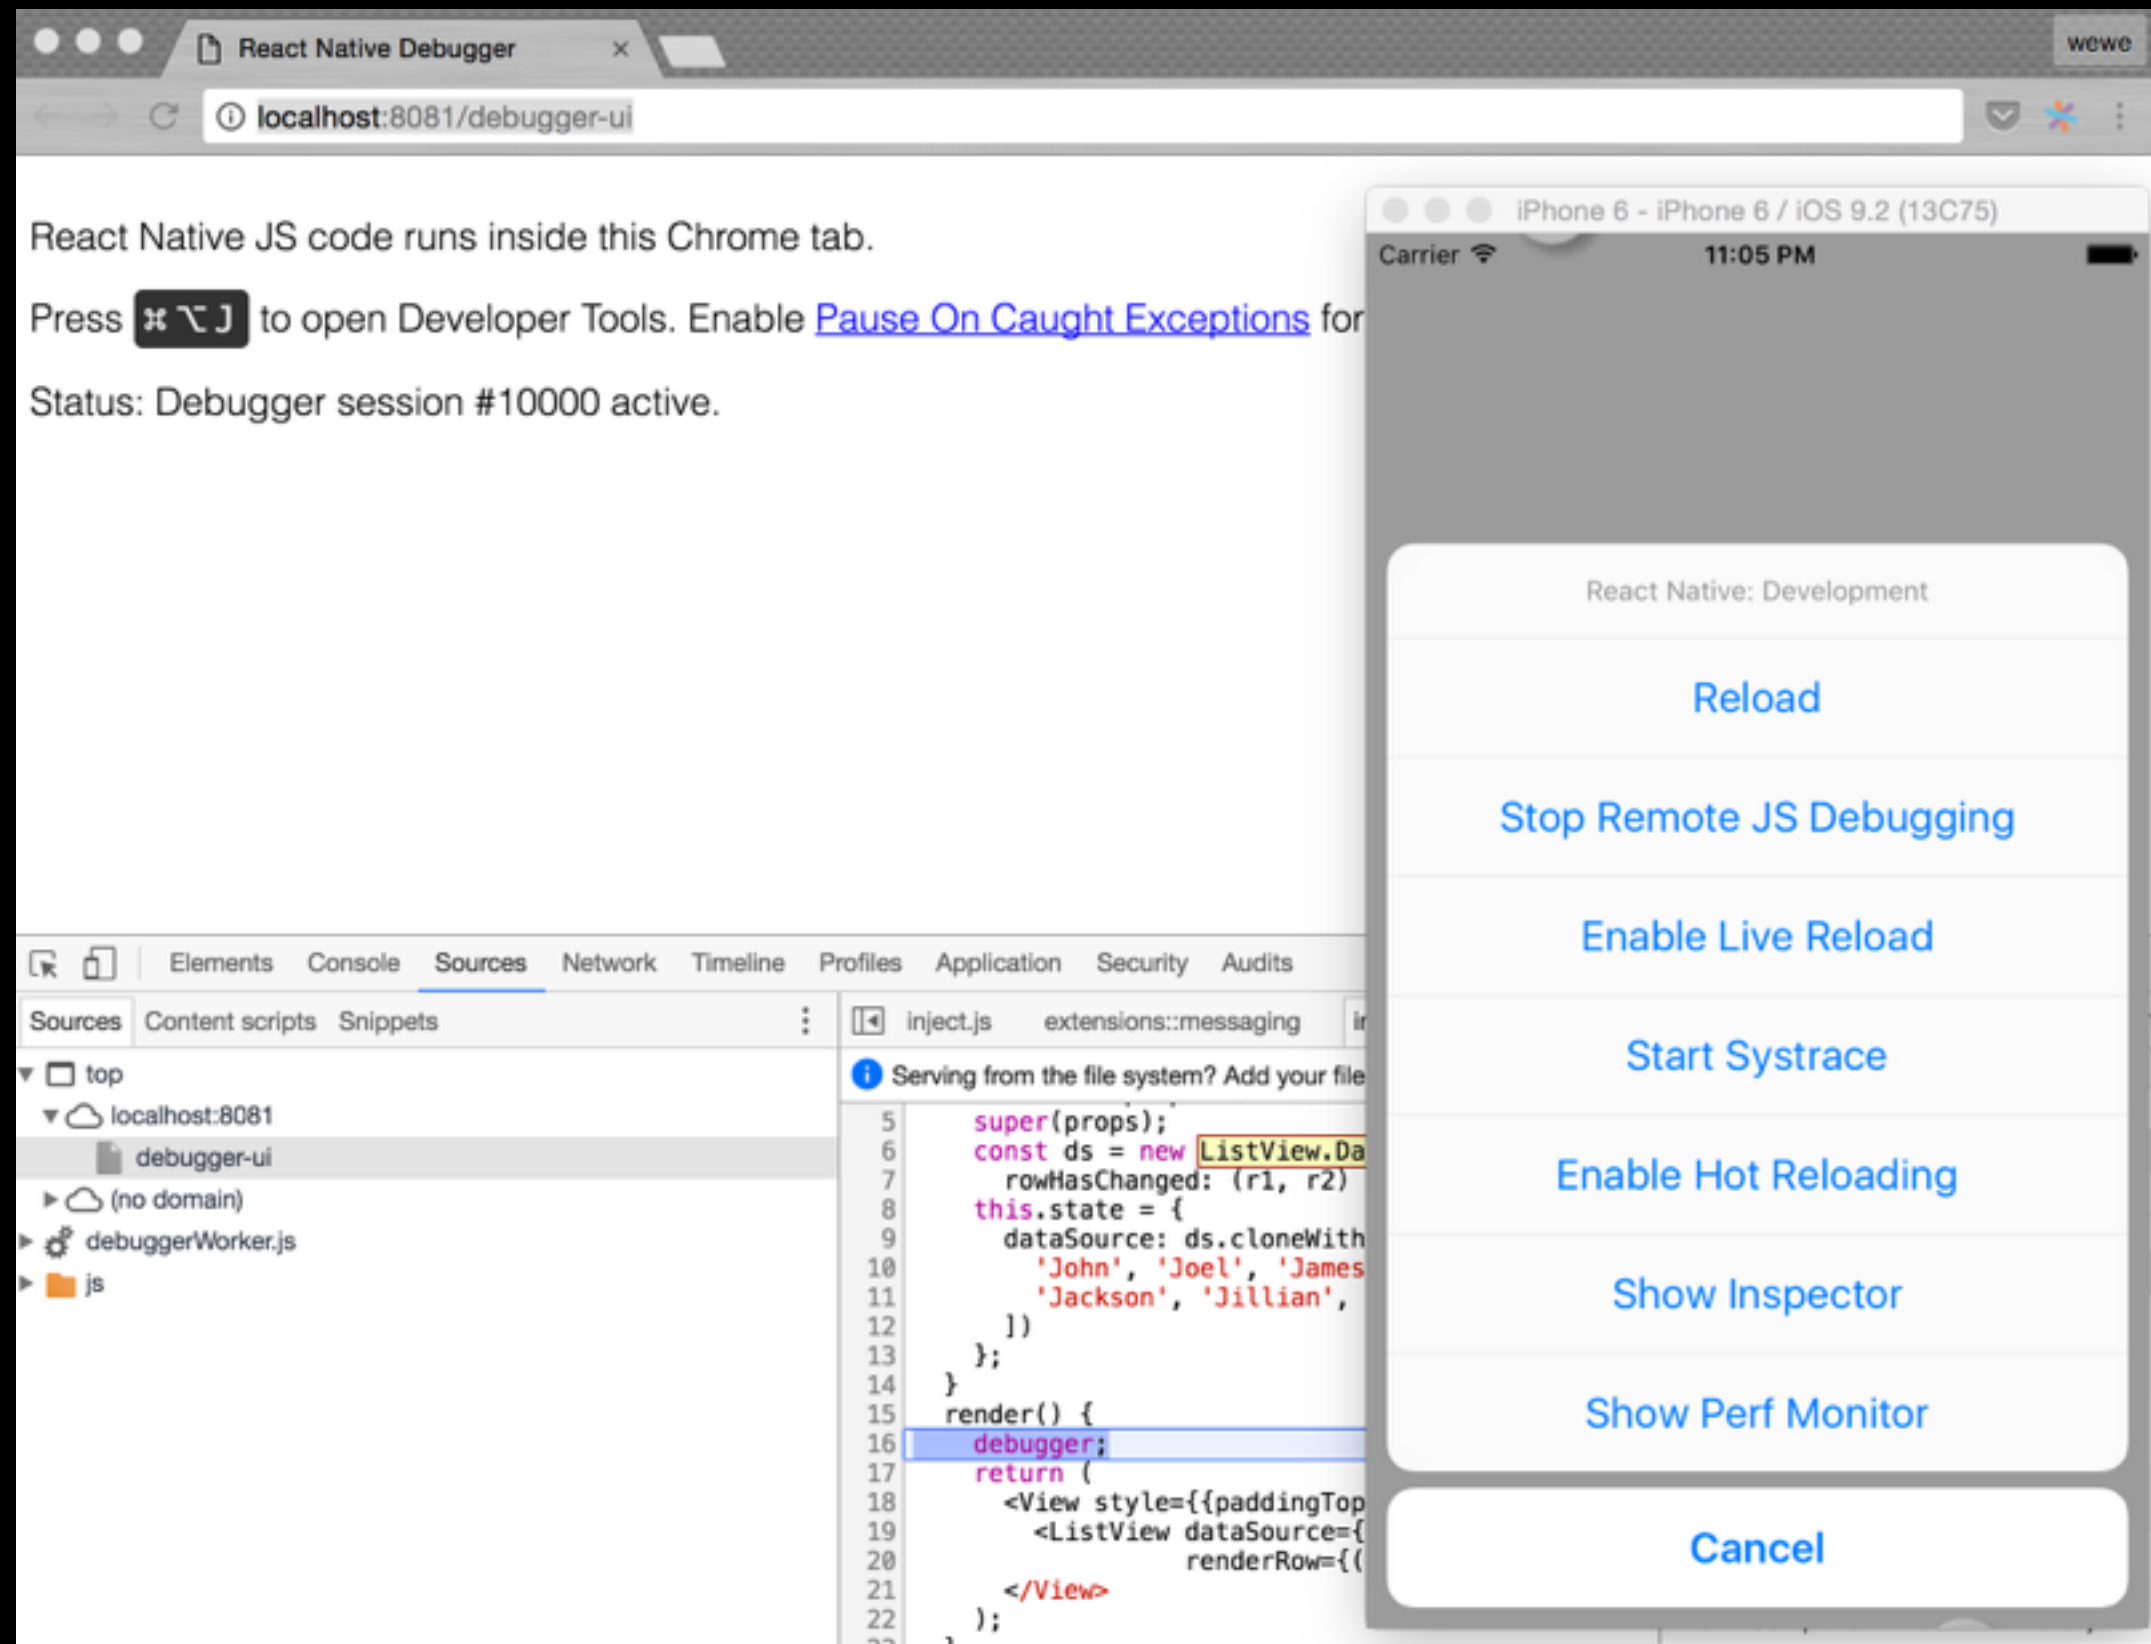 React Native Debugger ×
wewe
localhost:8081/debugger-ui
React Native JS code runs inside this Chrome tab.
Press ⌘⌥J to open Developer Tools. Enable Pause On Caught Exceptions for
Status: Debugger session #10000 active.
Elements Console Sources Network Timeline Profiles Application Security Audits
Sources Content scripts Snippets
top
localhost:8081
debugger-ui
(no domain)
debuggerWorker.js
js
inject.js extensions::messaging
Serving from the file system? Add your file
5 super(props);
6 const ds = new ListView.Da
7 rowHasChanged: (r1, r2)
8 this.state = {
9 dataSource: ds.cloneWith
10 'John', 'Joel', 'James
11 'Jackson', 'Jillian',
12 ])
13 };
14 }
15 render() {
16 debugger;
17 return (
18 <View style={{paddingTop
19 <ListView dataSource={
20 renderRow={(
21 </View>
22 );
iPhone 6 - iPhone 6 / iOS 9.2 (13C75)
Carrier 11:05 PM
React Native: Development
Reload
Stop Remote JS Debugging
Enable Live Reload
Start Systrace
Enable Hot Reloading
Show Inspector
Show Perf Monitor
Cancel